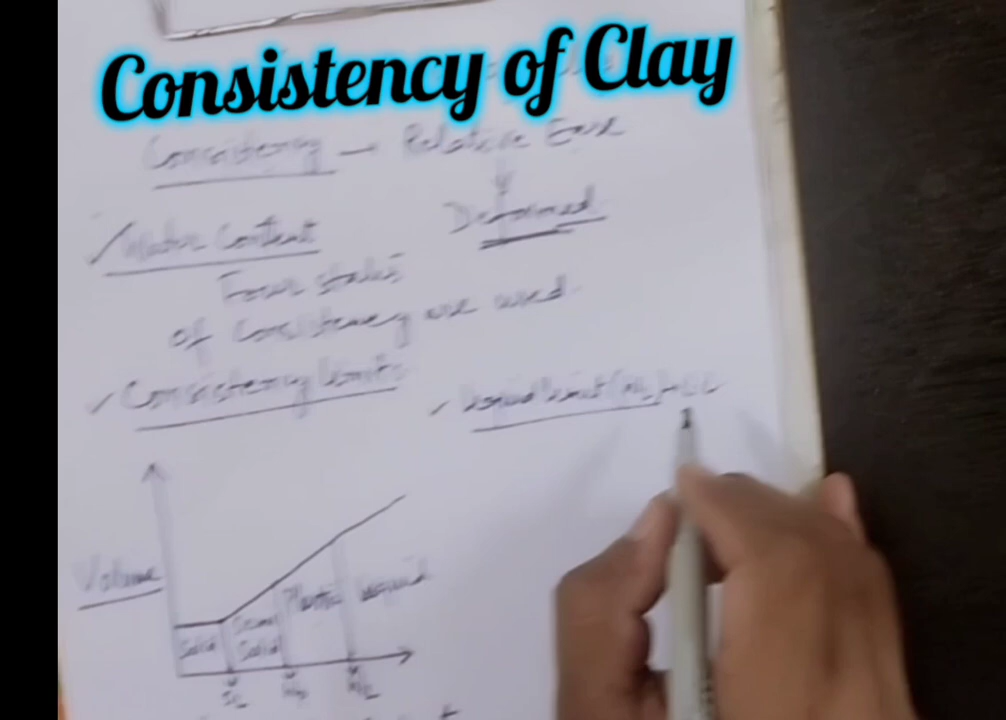 Consistency of Clay
Consistency — Relative Ease
Deformed
Water Content
Four states
of Consistency are used.
Consistency limits
Liquid limit
Volume
Solid
Semi
Solid
Plastic
Liquid